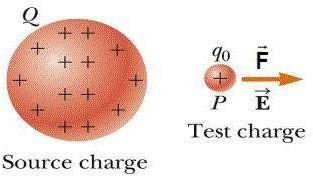 Q
+ +
+ +
+ +
+ +
+ +
+ +
+ +
q₀ F⃗
+
P E⃗
Test charge
Source charge